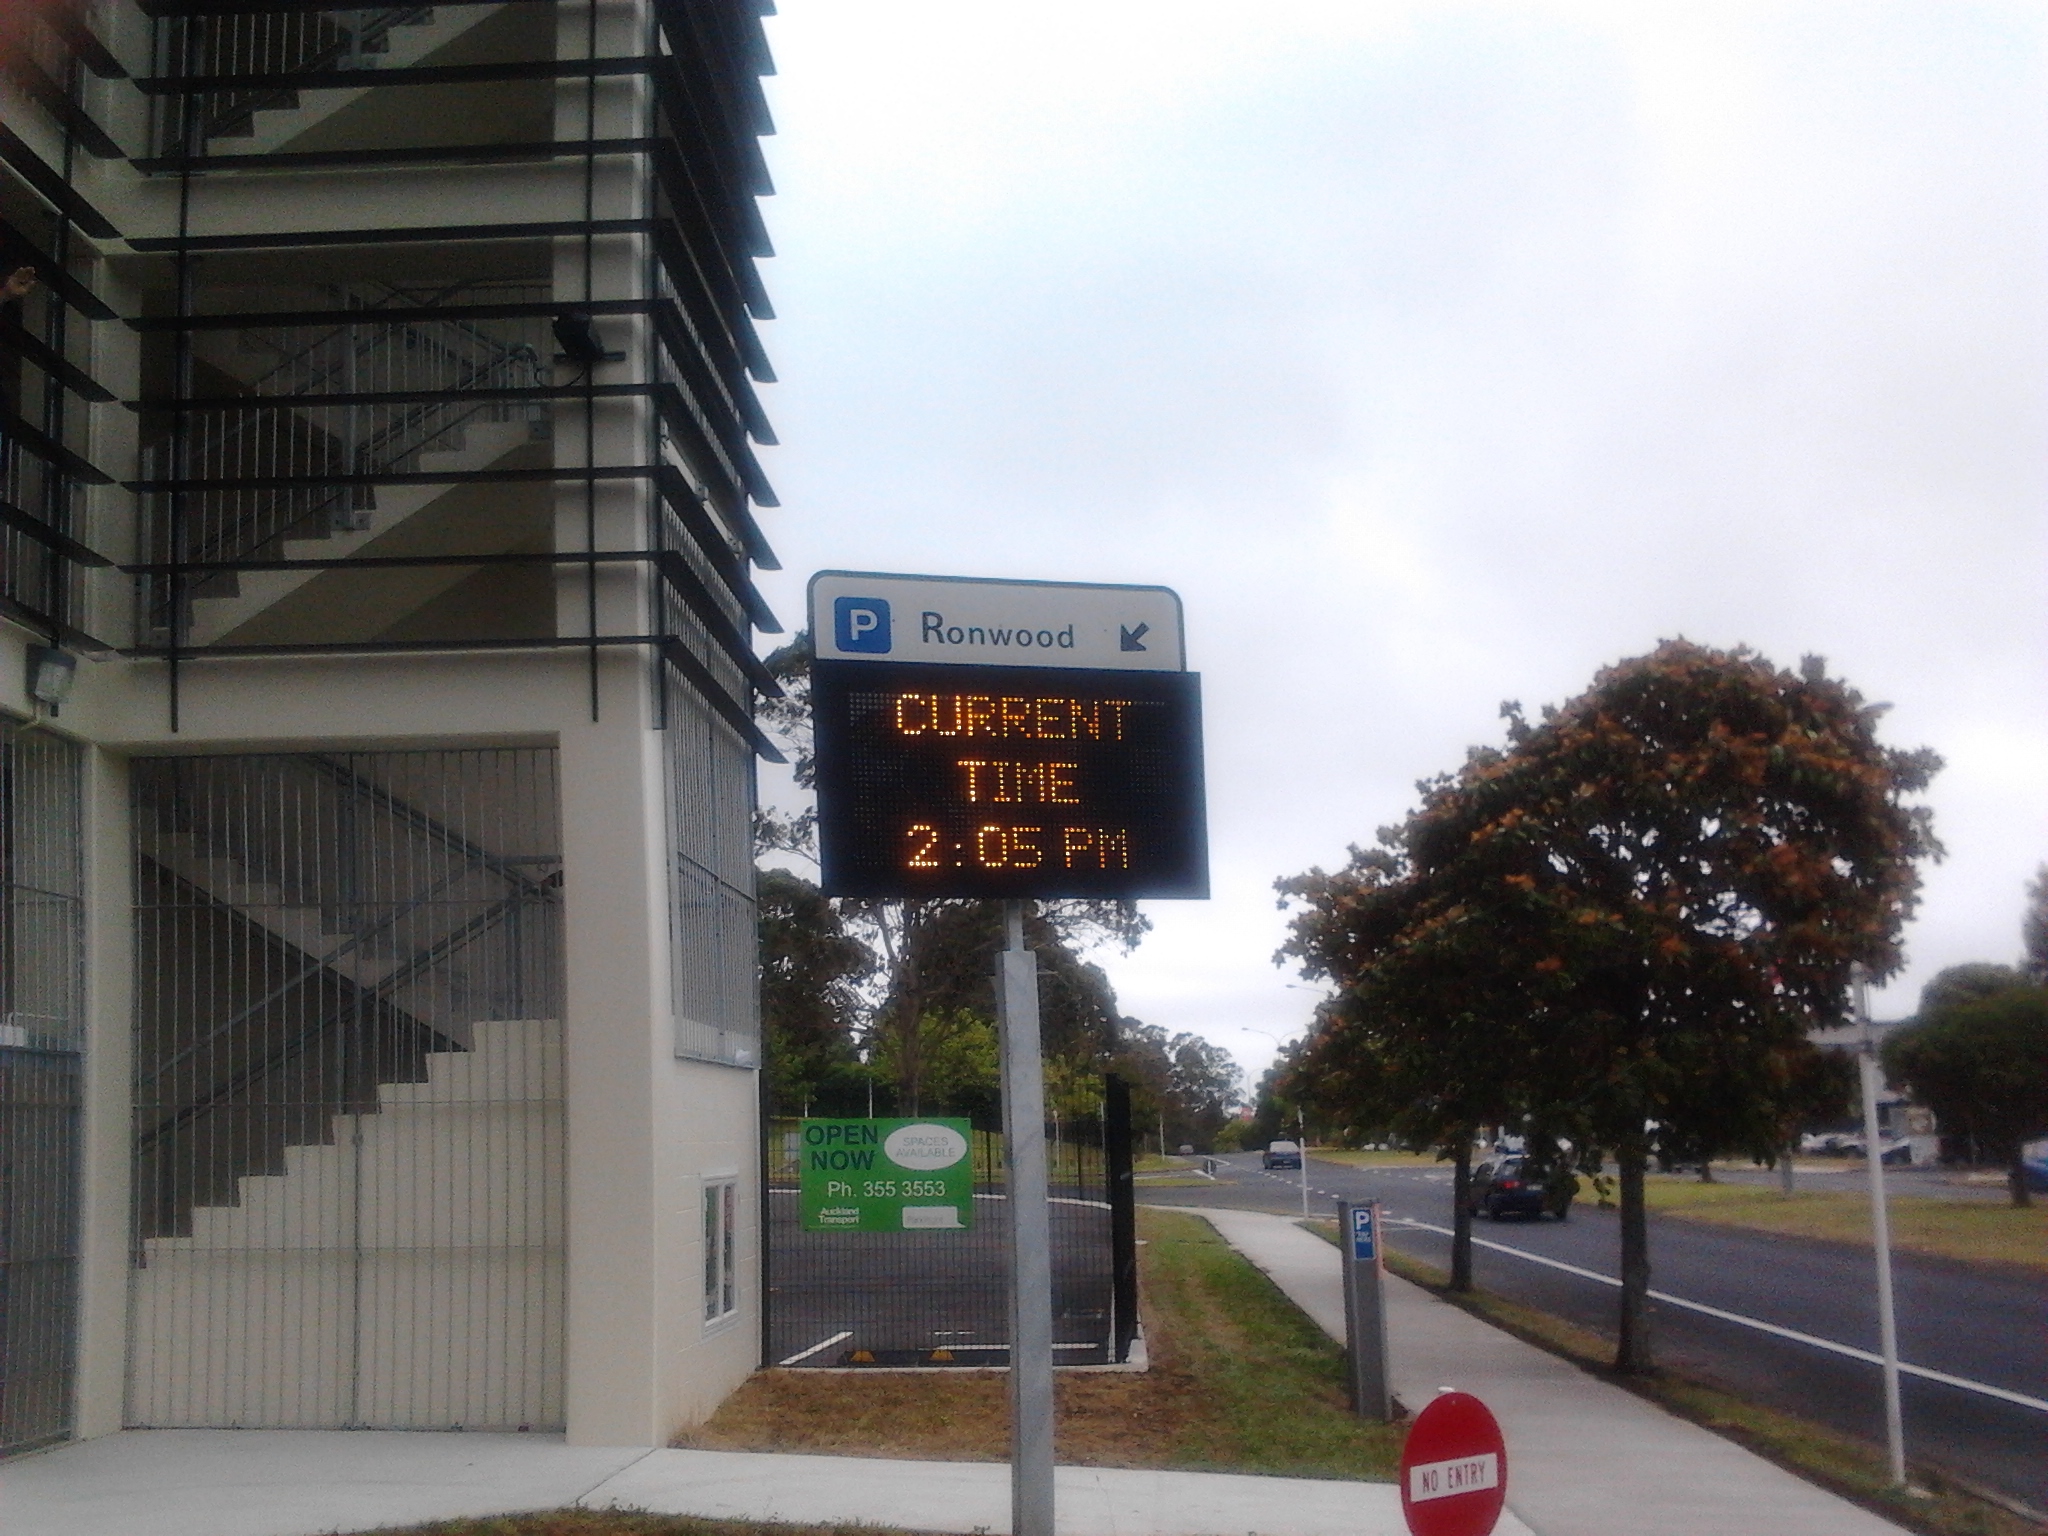 P Ronwood
CURRENT
TIME
2:05 PM
OPEN
NOW
SPACES
AVAILABLE
Ph. 355 3553
Auckland
Transport
P
NO ENTRY